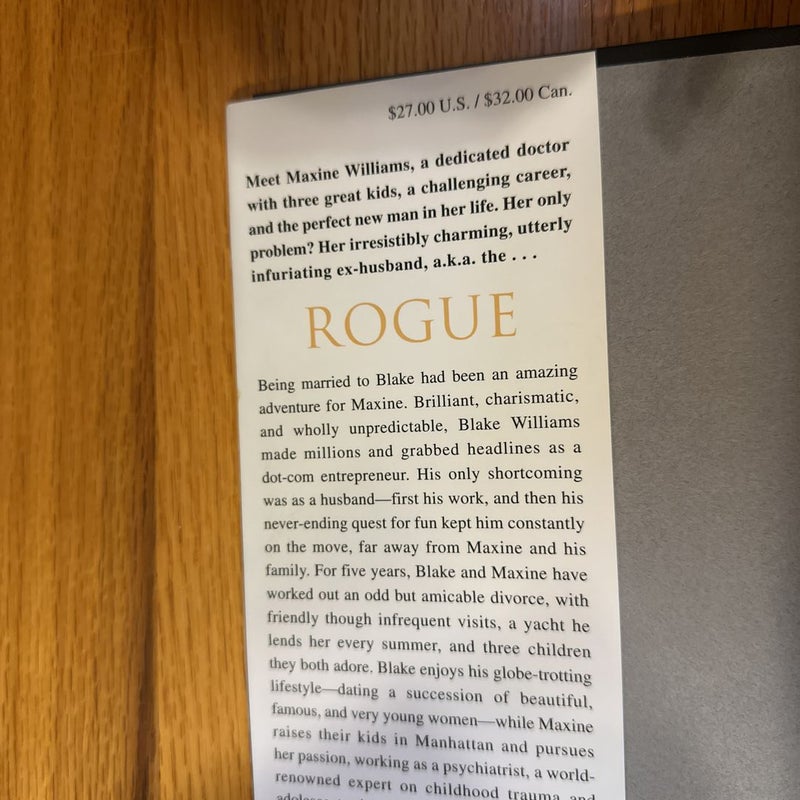 $27.00 U.S. / $32.00 Can.
Meet Maxine Williams, a dedicated doctor
with three great kids, a challenging career,
and the perfect new man in her life. Her only
problem? Her irresistibly charming, utterly
infuriating ex-husband, a.k.a. the . . .
ROGUE
Being married to Blake had been an amazing
adventure for Maxine. Brilliant, charismatic,
and wholly unpredictable, Blake Williams
made millions and grabbed headlines as a
dot-com entrepreneur. His only shortcoming
was as a husband—first his work, and then his
never-ending quest for fun kept him constantly
on the move, far away from Maxine and his
family. For five years, Blake and Maxine have
worked out an odd but amicable divorce, with
friendly though infrequent visits, a yacht he
lends her every summer, and three children
they both adore. Blake enjoys his globe-trotting
lifestyle—dating a succession of beautiful,
famous, and very young women—while Maxine
raises their kids in Manhattan and pursues
her passion, working as a psychiatrist, a world-
renowned expert on childhood trauma and